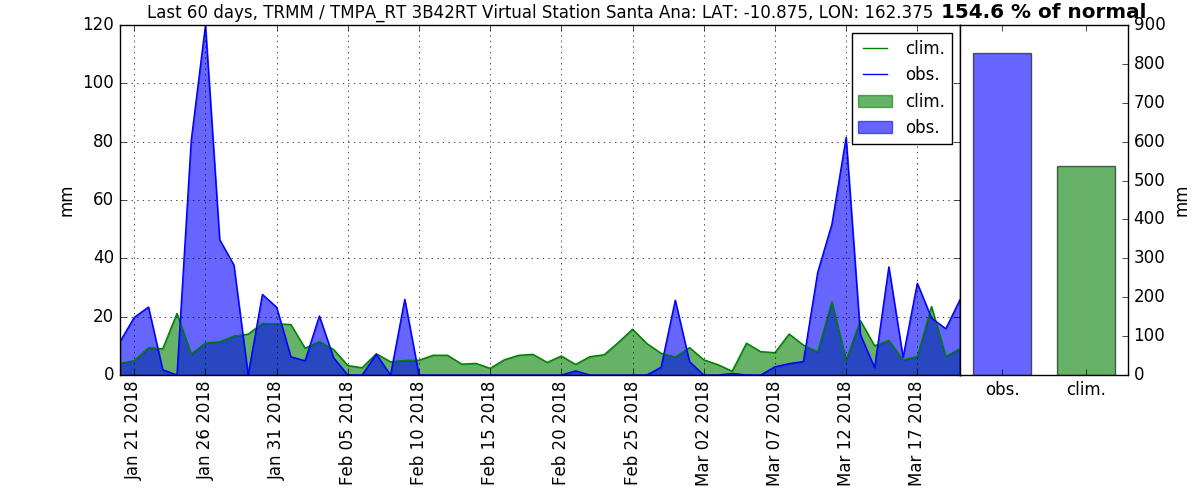 Last 60 days, TRMM / TMPA_RT 3B42RT Virtual Station Santa Ana: LAT: -10.875, LON: 162.375 154.6 % of normal
120
100
80
60
40
20
0
mm
clim.
obs.
clim.
obs.
900
800
700
600
500
400
300
200
100
0
mm
Jan 21 2018
Jan 26 2018
Jan 31 2018
Feb 05 2018
Feb 10 2018
Feb 15 2018
Feb 20 2018
Feb 25 2018
Mar 02 2018
Mar 07 2018
Mar 12 2018
Mar 17 2018
obs.
clim.